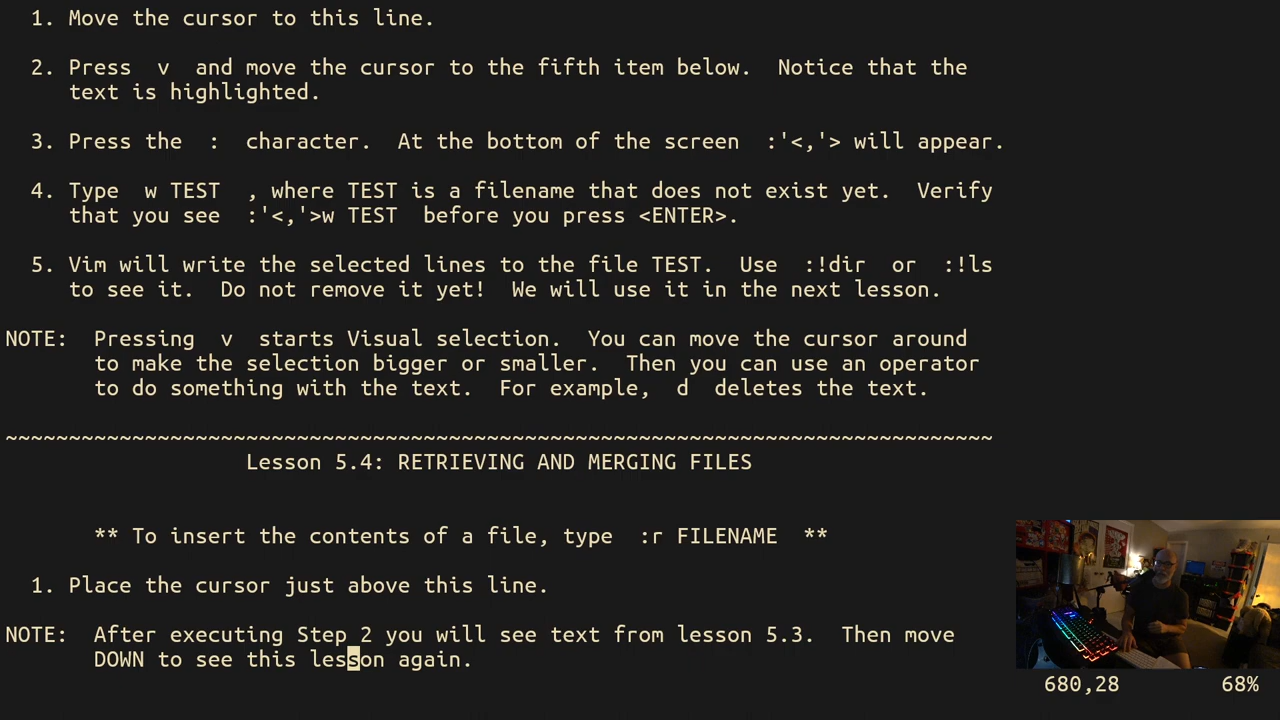 1. Move the cursor to this line.
2. Press  v  and move the cursor to the fifth item below.  Notice that the
text is highlighted.
3. Press the  :  character.  At the bottom of the screen  :'<,'> will appear.
4. Type  w TEST  , where TEST is a filename that does not exist yet.  Verify
that you see  :'<,'>w TEST  before you press <ENTER>.
5. Vim will write the selected lines to the file TEST.  Use  :!dir  or  :!ls
to see it.  Do not remove it yet!  We will use it in the next lesson.
NOTE:  Pressing  v  starts Visual selection.  You can move the cursor around
to make the selection bigger or smaller.  Then you can use an operator
to do something with the text.  For example,  d  deletes the text.
~~~~~~~~~~~~~~~~~~~~~~~~~~~~~~~~~~~~~~~~~~~~~~~~~~~~~~~~~~~~~~~~~~~~~~~~~~~~~~
Lesson 5.4: RETRIEVING AND MERGING FILES
** To insert the contents of a file, type  :r FILENAME  **
1. Place the cursor just above this line.
NOTE:  After executing Step 2 you will see text from lesson 5.3.  Then move
DOWN to see this lesson again.
680,28 68%